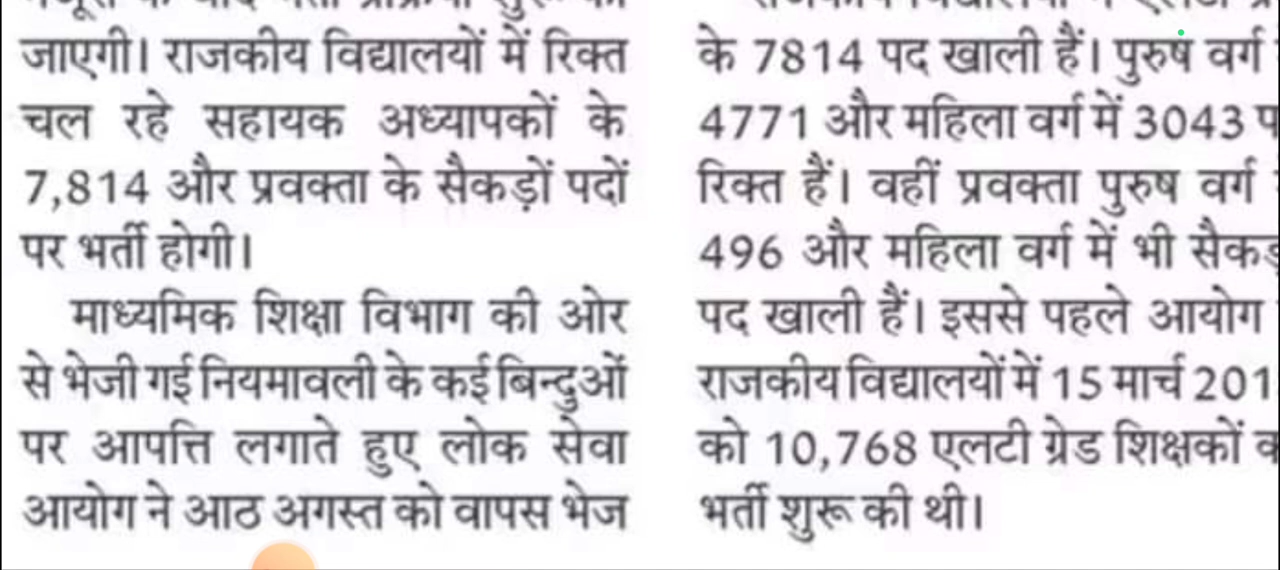 जाएगी। राजकीय विद्यालयों में रिक्त
चल रहे सहायक अध्यापकों के
7,814 और प्रवक्ता के सैकड़ों पदों
पर भर्ती होगी।
माध्यमिक शिक्षा विभाग की ओर
से भेजी गई नियमावली के कई बिन्दुओं
पर आपत्ति लगाते हुए लोक सेवा
आयोग ने आठ अगस्त को वापस भेज
के 7814 पद खाली हैं। पुरुष वर्ग
4771 और महिला वर्ग में 3043
रिक्त हैं। वहीं प्रवक्ता पुरुष वर्ग
496 और महिला वर्ग में भी
पद खाली हैं। इससे पहले आयोग
राजकीय विद्यालयों में 15 मार्च 201
को 10,768 एलटी ग्रेड शिक्षकों
भर्ती शुरू की थी।